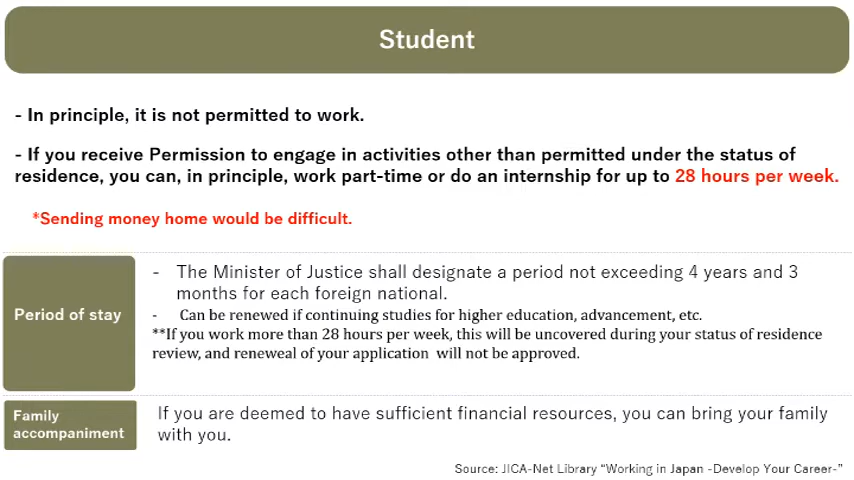 Student
- In principle, it is not permitted to work.
- If you receive Permission to engage in activities other than permitted under the status of
residence, you can, in principle, work part-time or do an internship for up to 28 hours per week.
*Sending money home would be difficult.
Period of stay
- The Minister of Justice shall designate a period not exceeding 4 years and 3
months for each foreign national.
- Can be renewed if continuing studies for higher education, advancement, etc.
**If you work more than 28 hours per week, this will be uncovered during your status of residence
review, and reneweal of your application will not be approved.
Family
accompaniment
If you are deemed to have sufficient financial resources, you can bring your family
with you.
Source: JICA-Net Library “Working in Japan -Develop Your Career-”